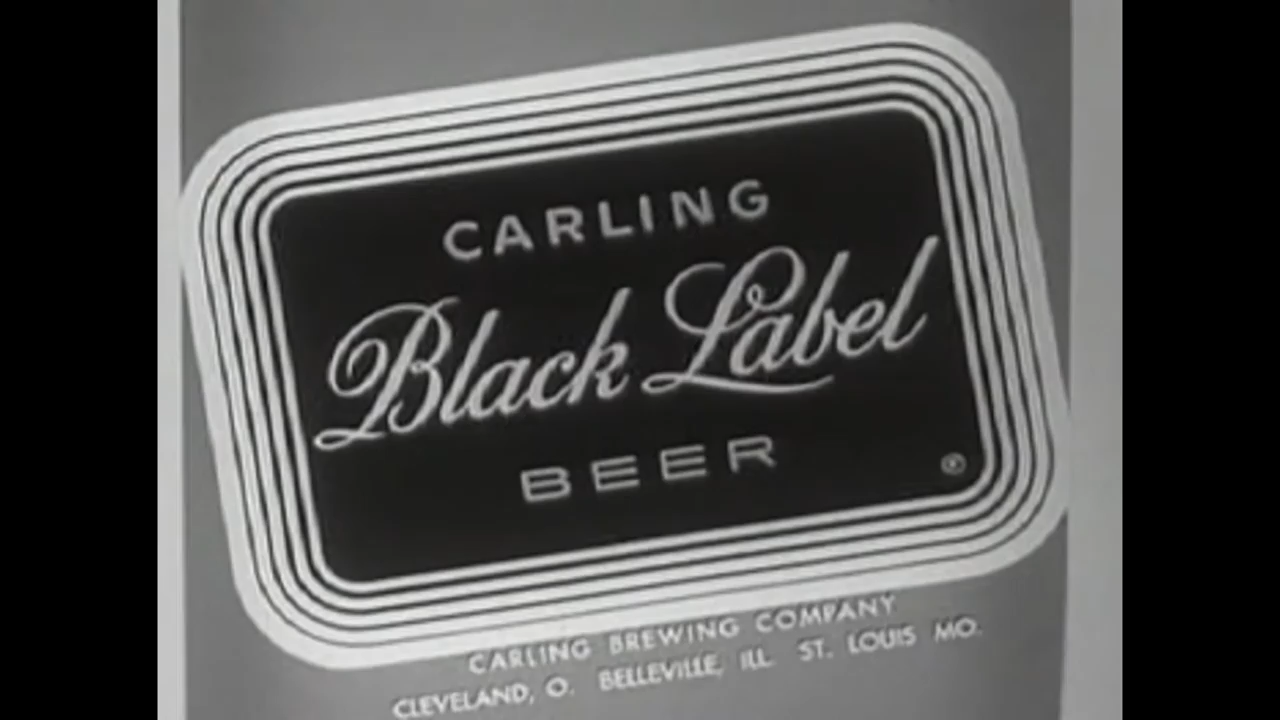 CARLING
Black Label
BEER
®
CARLING BREWING COMPANY
CLEVELAND, O. BELLEVILLE, ILL. ST. LOUIS MO.